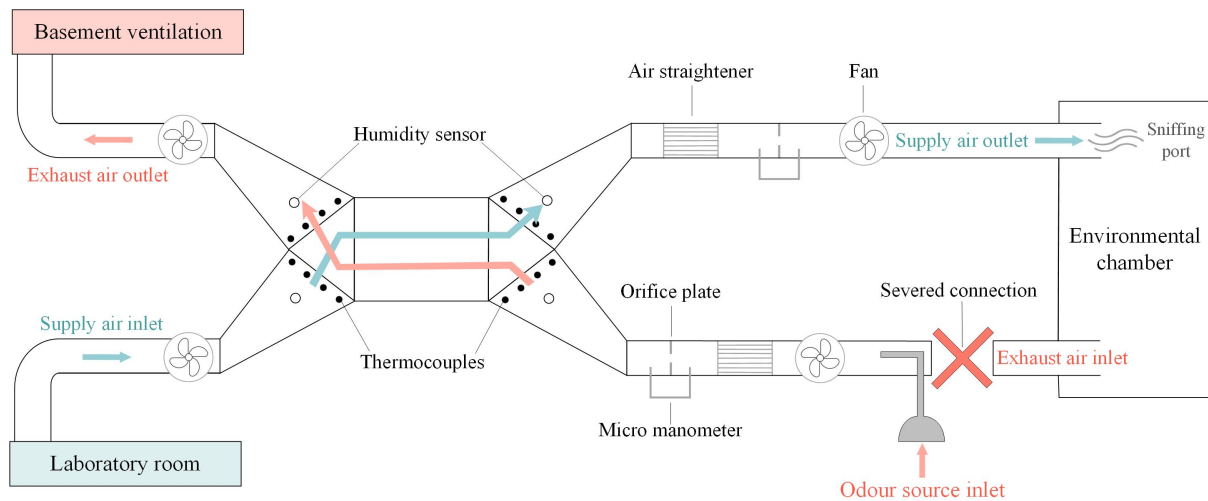 Basement ventilation
Air straightener
Fan
Humidity sensor
Supply air outlet
Sniffing
port
Exhaust air outlet
Environmental
chamber
Orifice plate
Severed connection
Supply air inlet
Thermocouples
Exhaust air inlet
Micro manometer
Laboratory room
Odour source inlet